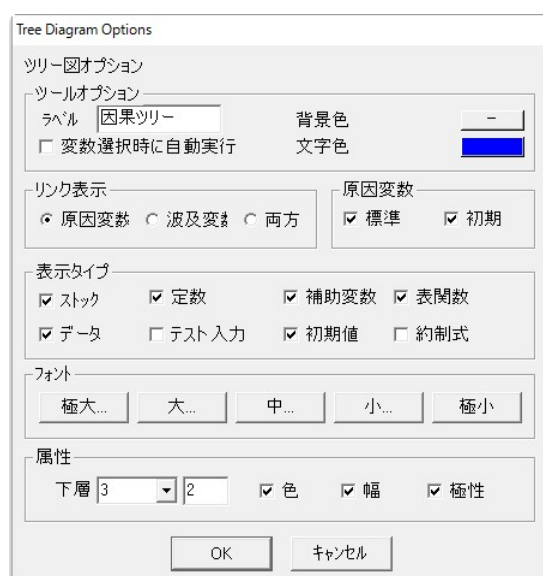 Tree Diagram Options
ツリー図オプション
ツールオプション
ラベル 因果ツリー 背景色 -
変数選択時に自動実行 文字色
リンク表示 原因変数
原因変数 波及変数 両方 標準 初期
表示タイプ
ストック 定数 補助変数 表関数
データ テスト入力 初期値 約制式
フォント
極大... 大... 中... 小... 極小
属性
下層 3 2 色 幅 極性
OK キャンセル